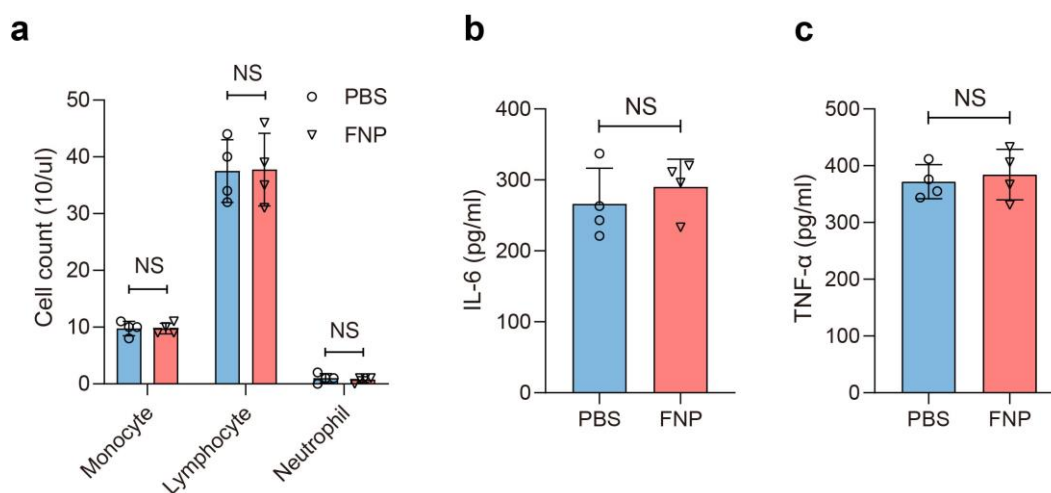 a
Cell count (10/ul)
50
40
30
20
10
0
NS
NS
NS
PBS
FNP
Monocyte
Lymphocyte
Neutrophil
b
IL-6 (pg/ml)
400
300
200
100
0
NS
PBS
FNP
c
TNF-α (pg/ml)
500
400
300
200
100
0
NS
PBS
FNP